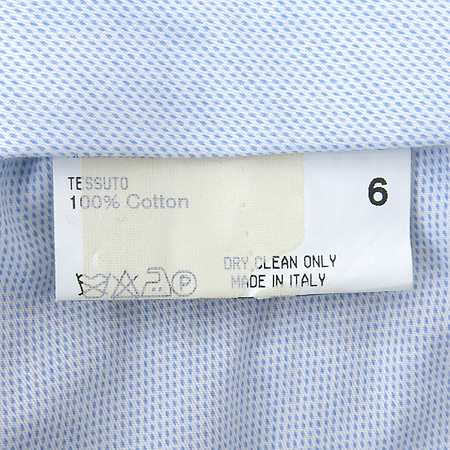 TESSUTO
100% Cotton
6
DRY CLEAN ONLY
MADE IN ITALY
P